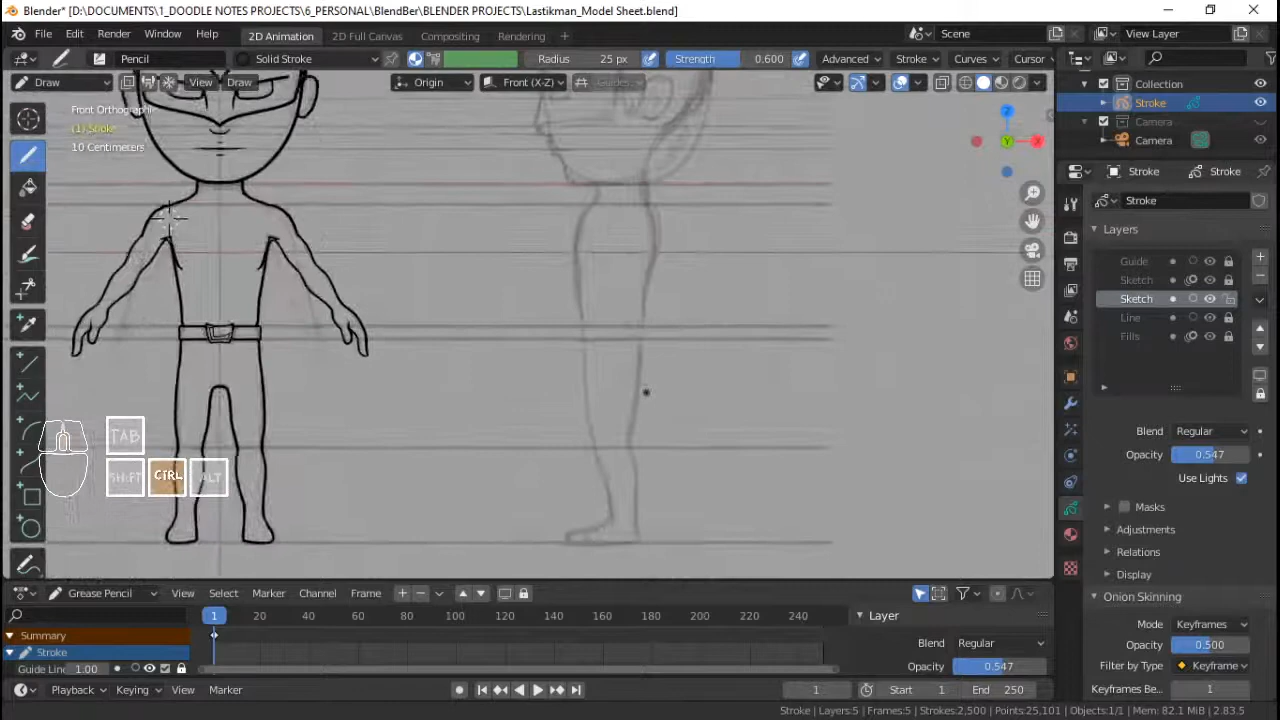 Blender* [D:\DOCUMENTS\1_DOODLE NOTES PROJECTS\6_PERSONAL\BlendBer\BLENDER PROJECTS\Lastikman_Model Sheet.blend]
File Edit Render Window Help 2D Animation 2D Full Canvas Compositing Rendering Scene View Layer
Pencil Solid Stroke Radius 25 px Strength 0.600 Advanced Stroke Curves Cursor
Draw View Draw Origin Front (X-Z) Guides
Front Orthographic
(1) Stroke
10 Centimeters
Collection
Stroke
Camera
Camera
Stroke Stroke
Stroke
Layers
Guide
Sketch
Sketch
Line
Fills
Blend Regular
Opacity 0.547
Use Lights
Masks
Adjustments
Relations
Display
Onion Skinning
Mode Keyframes
Opacity 0.500
Filter by Type Keyframe
Keyframes Be... 1
TAB
SHIFT CTRL ALT
Z
Y
X
Grease Pencil View Select Marker Channel Frame
1 20 40 60 80 100 120 140 160 180 200 220 240
Summary
Stroke
Guide Lin 1.00
Layer
Blend Regular
Opacity 0.547
Playback Keying View Marker 1 Start 1 End 250
Stroke | Layers:5 | Frames:5 | Strokes:2,500 | Points:25,101 | Objects:1/1 | Mem: 82.1 MiB | 2.83.5